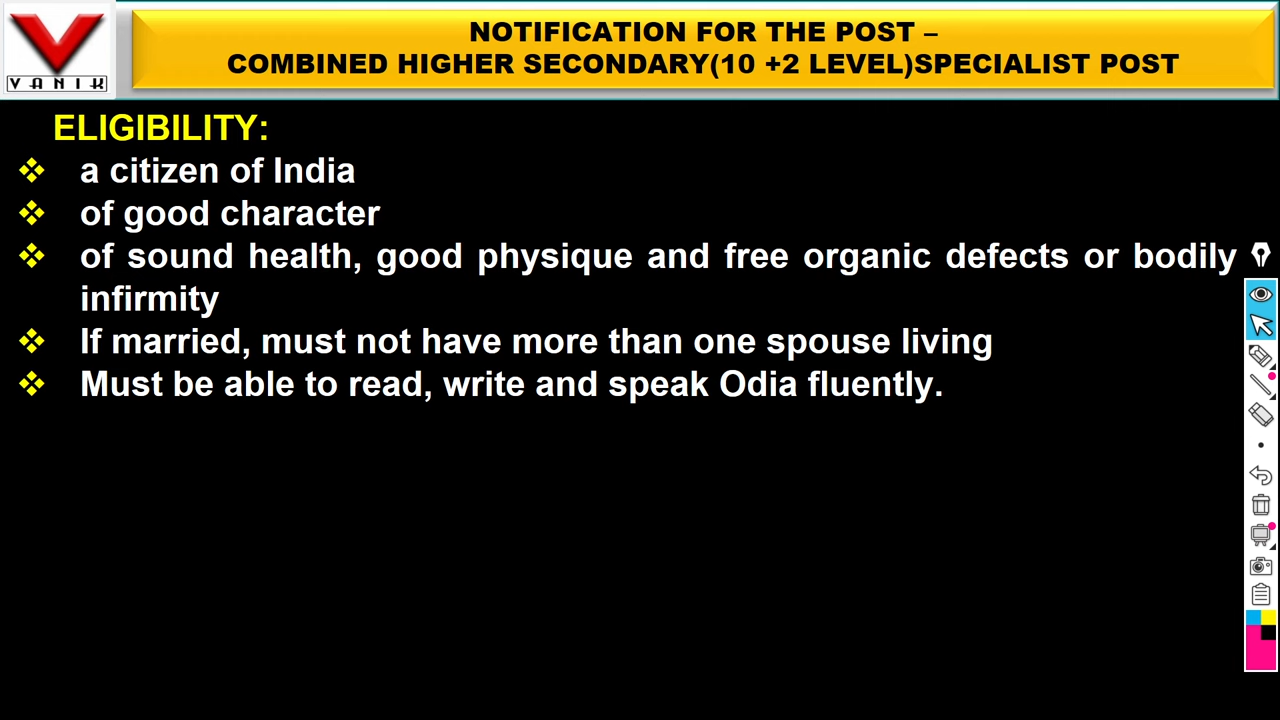 VANIK
NOTIFICATION FOR THE POST –
COMBINED HIGHER SECONDARY(10 +2 LEVEL)SPECIALIST POST
ELIGIBILITY:
❖ a citizen of India
❖ of good character
❖ of sound health, good physique and free organic defects or bodily
infirmity
❖ If married, must not have more than one spouse living
❖ Must be able to read, write and speak Odia fluently.